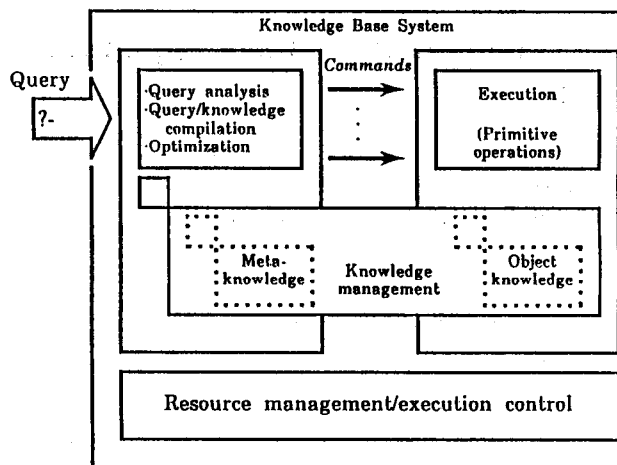 Knowledge Base System
Query
?-
·Query analysis
·Query/knowledge
compilation
·Optimization
Commands
Execution
(Primitive
operations)
Meta-
knowledge
Knowledge
management
Object
knowledge
Resource management/execution control